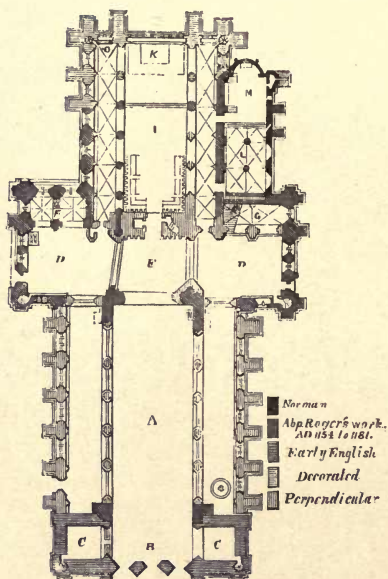 K
O
M
I
L
F
G
D
E
D
A
Norman
Abp. Roger's work,
AD 1154 to 1181.
Early English
Decorated
Perpendicular
C
B
C